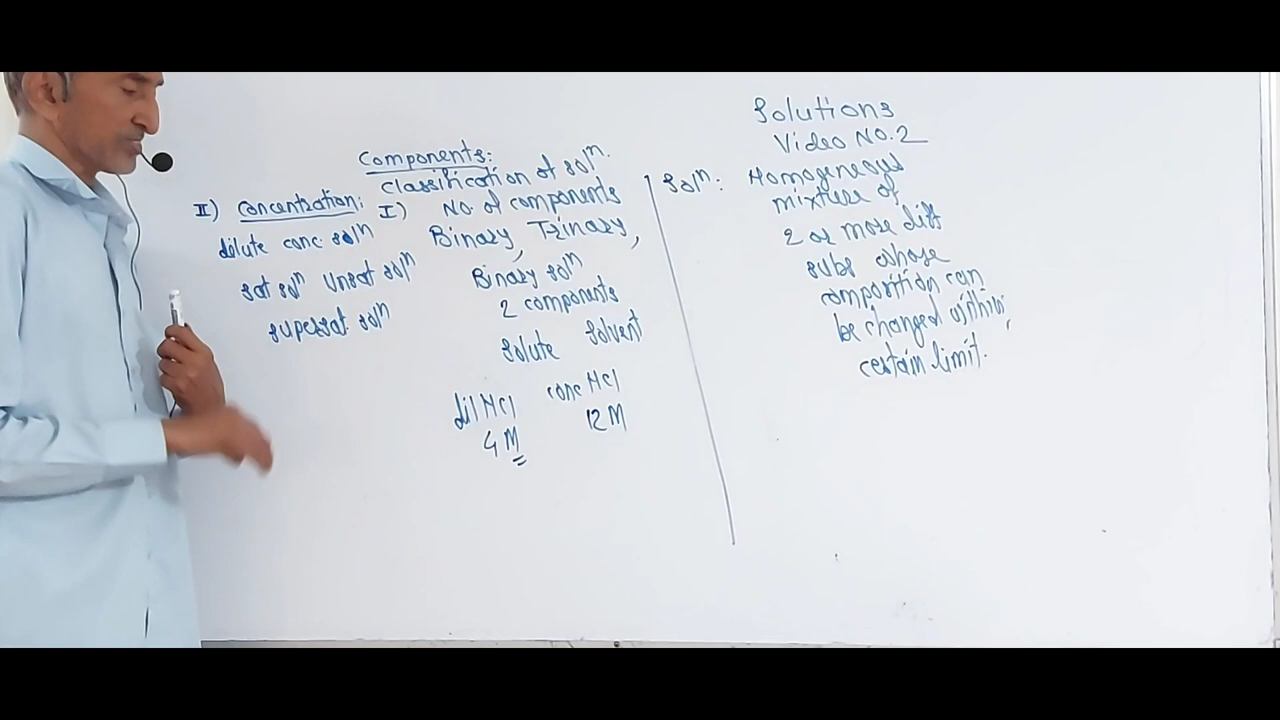 Solutions
Video No. 2
Soln: Homogeneous
mixture of
2 or more diff
subs whose
composition can
be changed within
certain limit.
Components:
Classification of soln.
I) No. of components
Binary, Trinary,
Binary soln
2 components
Solute Solvent
dil HCl conc HCl
4 M 12 M
II) Concentration:
dilute conc. soln
sat soln Unsat soln
supersat. soln